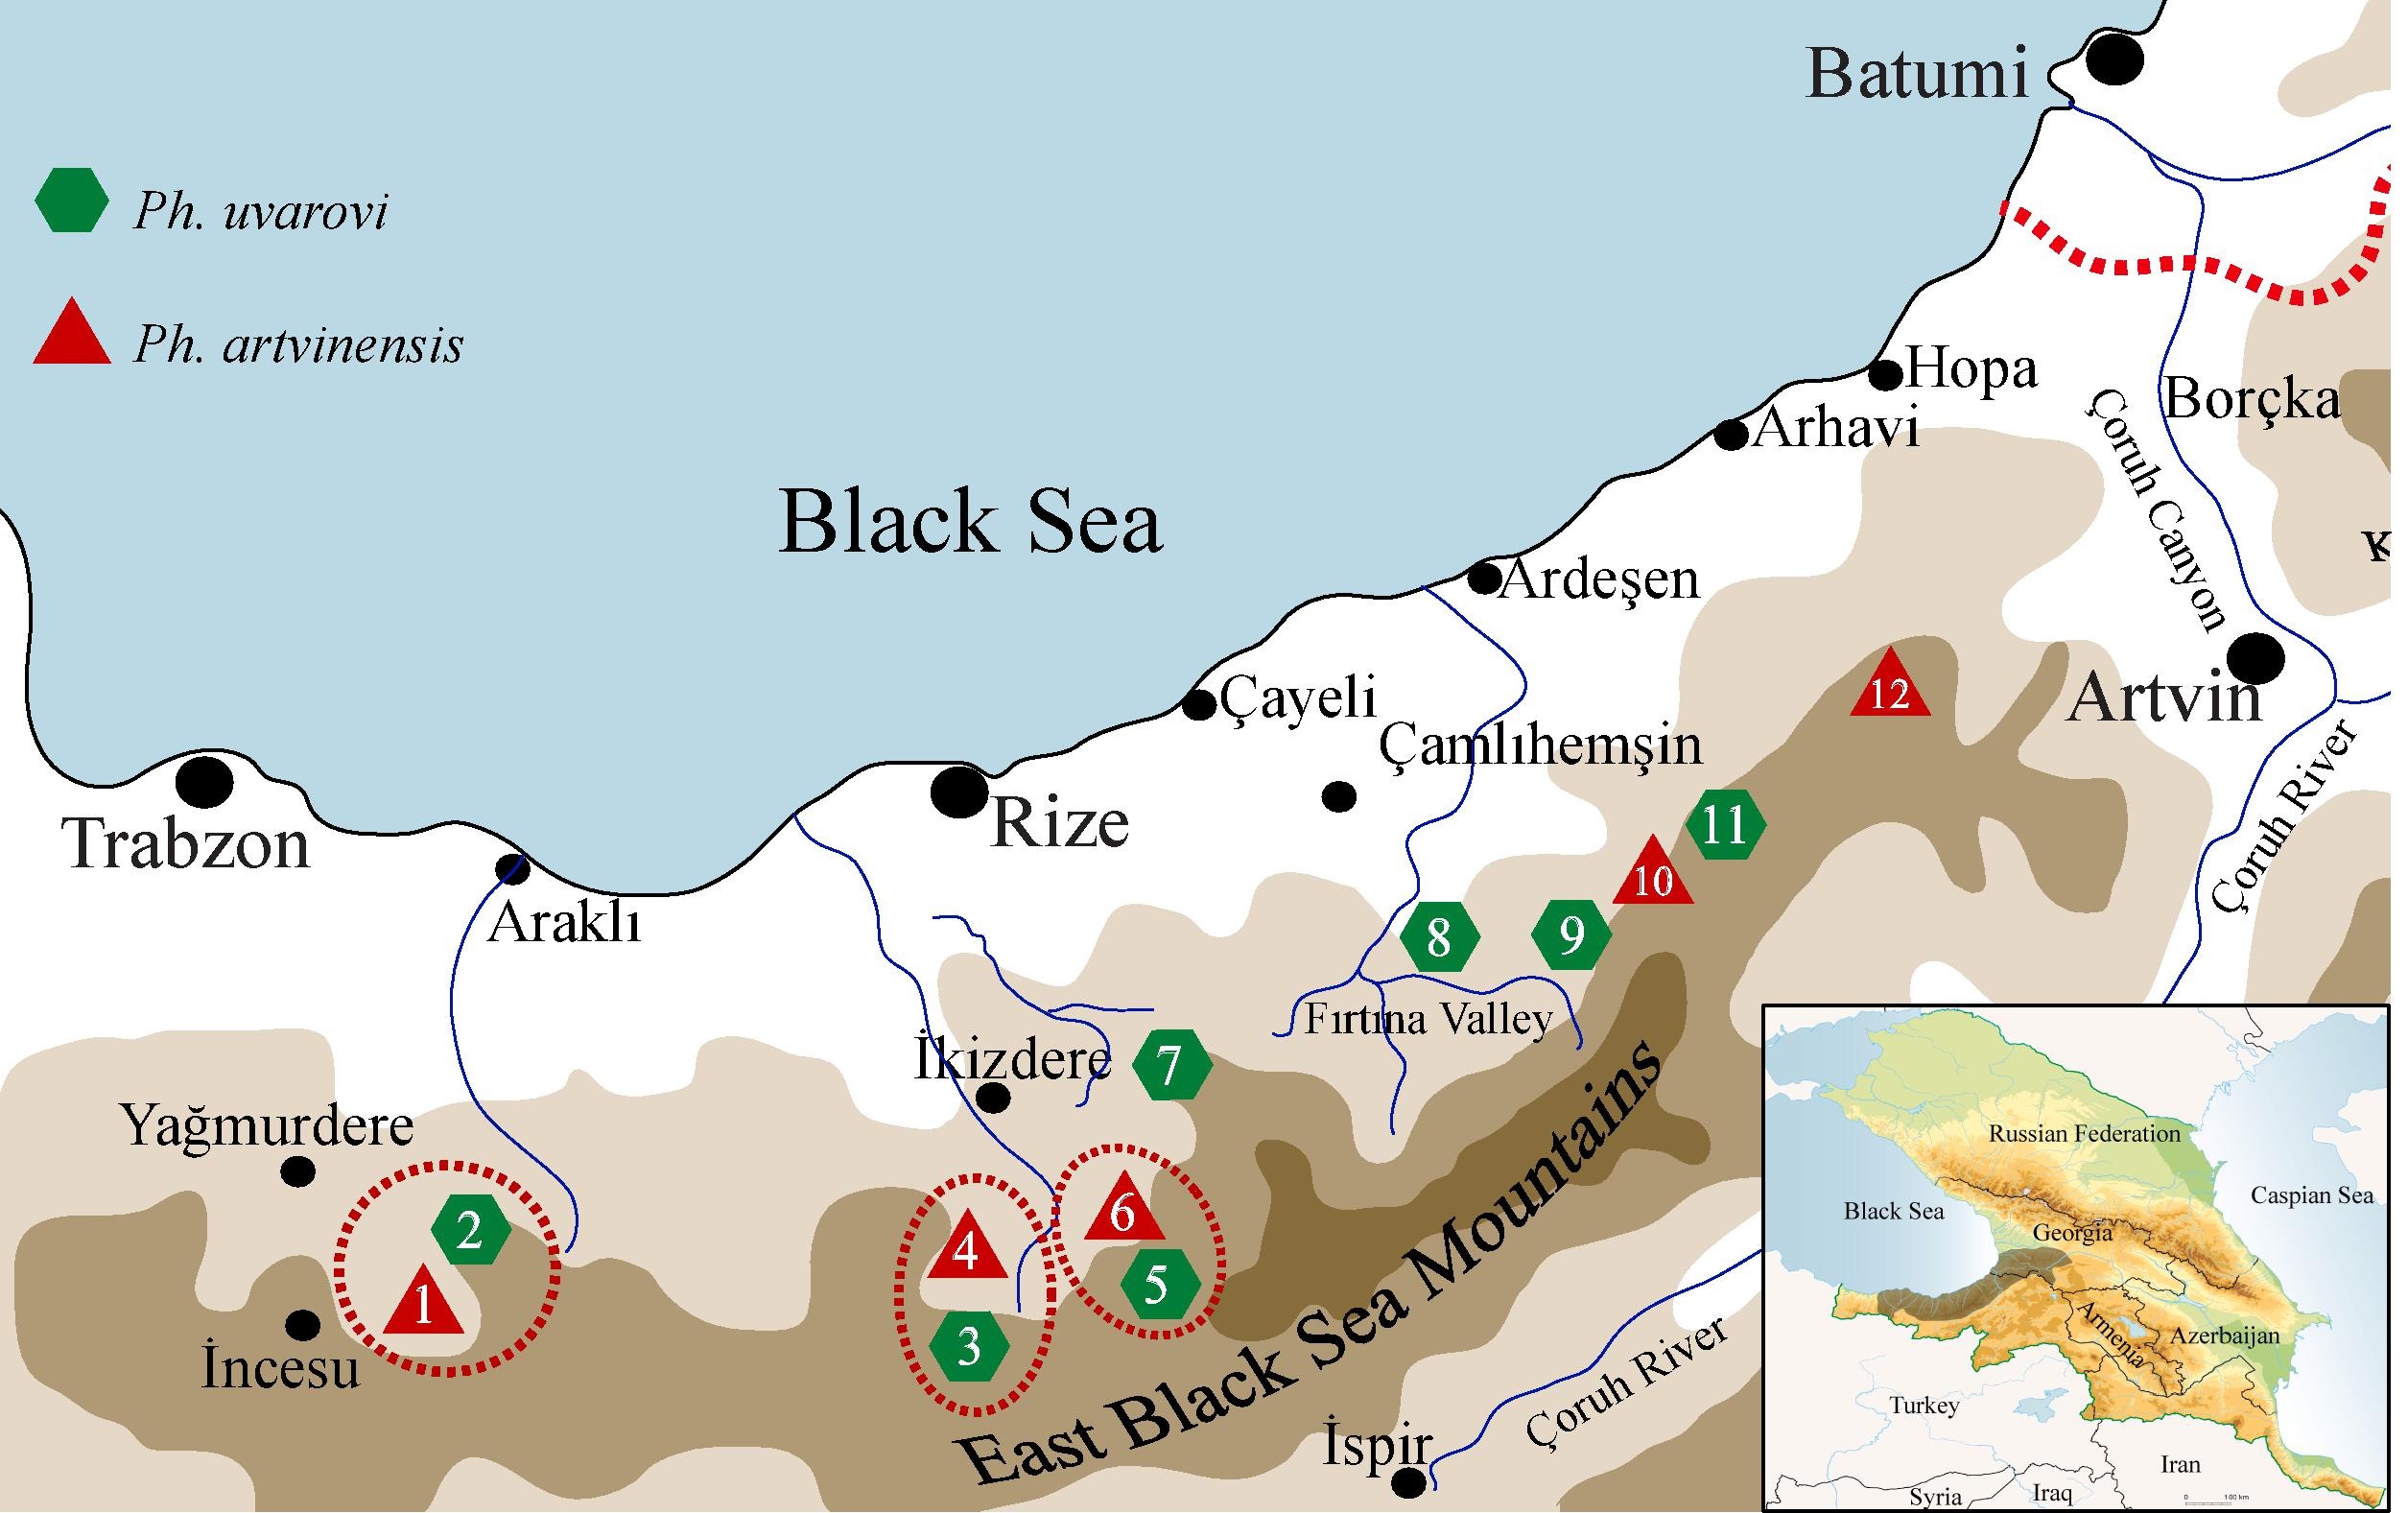 Batumi
Ph. uvarovi
Ph. artvinensis
Hopa
Borçka
Arhavi
Çoruh Canyon
Black Sea
Ardeşen
Çayeli
Artvin
12
Çamlıhemşin
Çoruh River
Trabzon
Rize
11
10
Araklı
8
9
Fırtına Valley
İkizdere
7
Yağmurdere
2
1
İncesu
4
3
6
5
East Black Sea Mountains
Çoruh River
İspir
Russian Federation
Black Sea
Caspian Sea
Georgia
Armenia
Azerbaijan
Turkey
Iran
Syria
Iraq
0 100 km